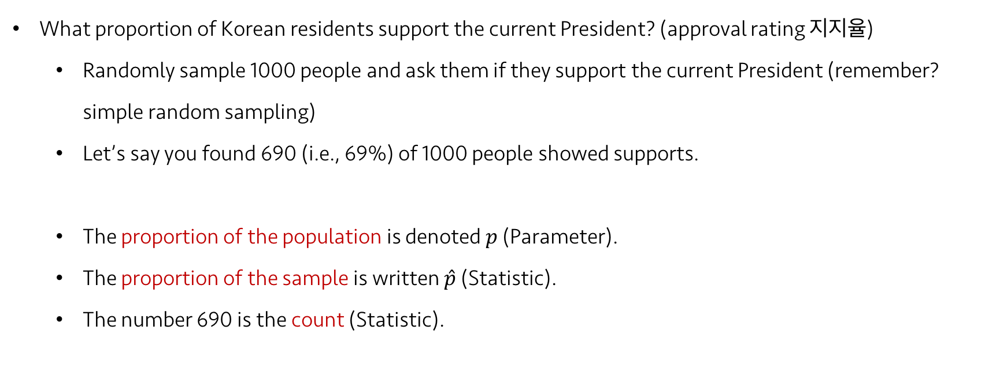 • What proportion of Korean residents support the current President? (approval rating 지지율)
• Randomly sample 1000 people and ask them if they support the current President (remember?
simple random sampling)
• Let’s say you found 690 (i.e., 69%) of 1000 people showed supports.
• The proportion of the population is denoted p (Parameter).
• The proportion of the sample is written p̂ (Statistic).
• The number 690 is the count (Statistic).